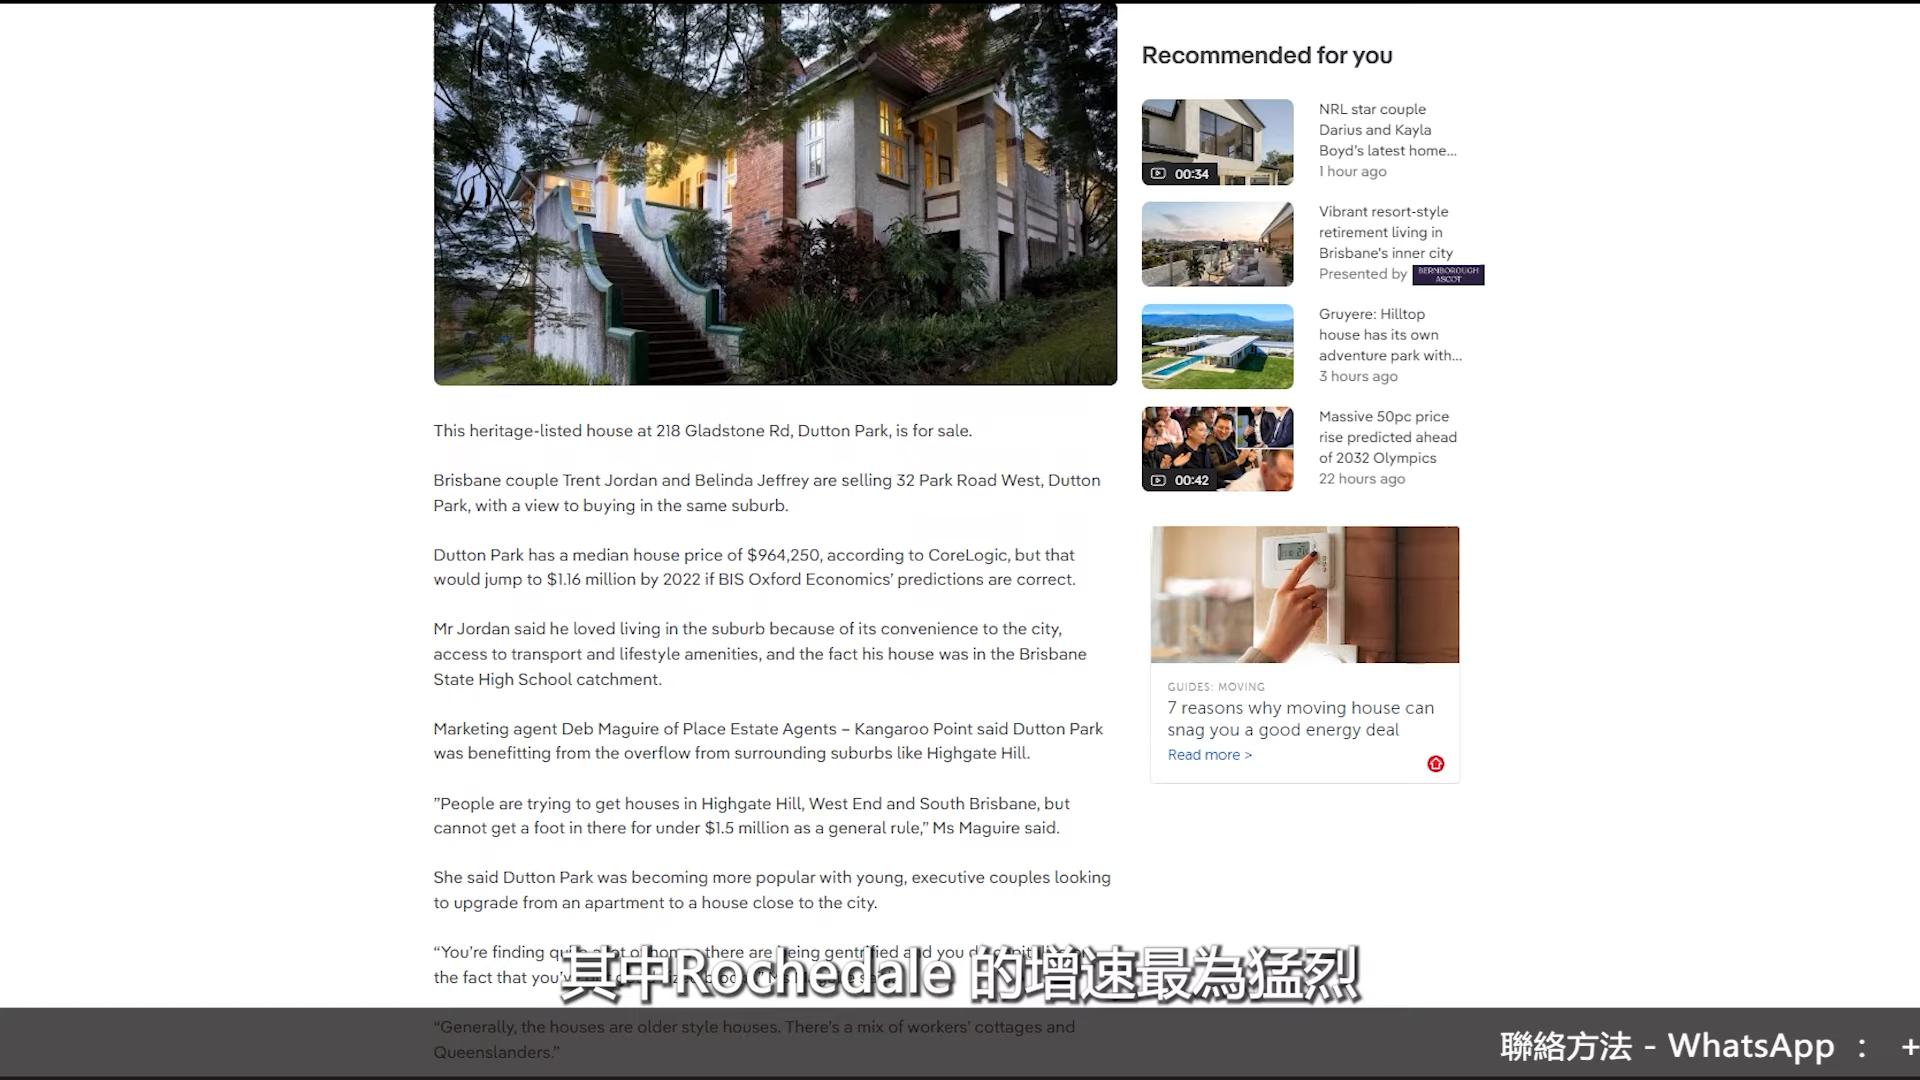 This heritage-listed house at 218 Gladstone Rd, Dutton Park, is for sale.
Brisbane couple Trent Jordan and Belinda Jeffrey are selling 32 Park Road West, Dutton
Park, with a view to buying in the same suburb.
Dutton Park has a median house price of $964,250, according to CoreLogic, but that
would jump to $1.16 million by 2022 if BIS Oxford Economics’ predictions are correct.
Mr Jordan said he loved living in the suburb because of its convenience to the city,
access to transport and lifestyle amenities, and the fact his house was in the Brisbane
State High School catchment.
Marketing agent Deb Maguire of Place Estate Agents – Kangaroo Point said Dutton Park
was benefitting from the overflow from surrounding suburbs like Highgate Hill.
”People are trying to get houses in Highgate Hill, West End and South Brisbane, but
cannot get a foot in there for under $1.5 million as a general rule,” Ms Maguire said.
She said Dutton Park was becoming more popular with young, executive couples looking
to upgrade from an apartment to a house close to the city.
“You’re finding there are being gentrified and you
the fact that
“Generally, the houses are older style houses. There’s a mix of workers’ cottages and
Queenslanders.”
Recommended for you
NRL star couple
Darius and Kayla
Boyd’s latest home...
1 hour ago
00:34
Vibrant resort-style
retirement living in
Brisbane's inner city
Presented by BERNBOROUGH
ASCOT
Gruyere: Hilltop
house has its own
adventure park with...
3 hours ago
Massive 50pc price
rise predicted ahead
of 2032 Olympics
22 hours ago
00:42
GUIDES: MOVING
7 reasons why moving house can
snag you a good energy deal
Read more >
其中Rochedale 的增速最為猛烈
聯絡方法 - WhatsApp ： +